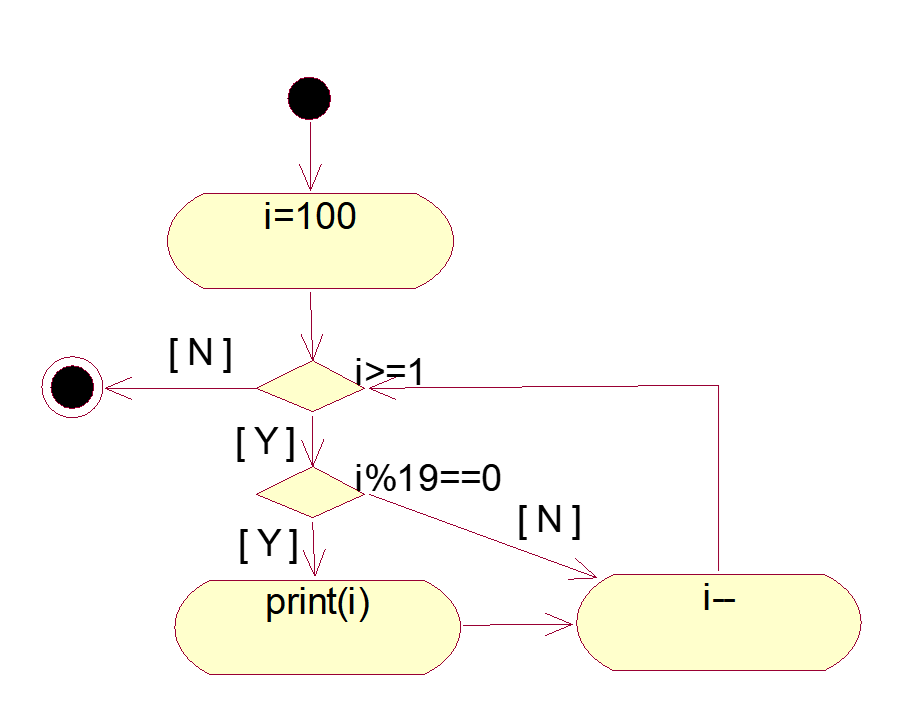 i=100
[ N ]
i>=1
[ Y ]
i%19==0
[ N ]
[ Y ]
print(i)
i--